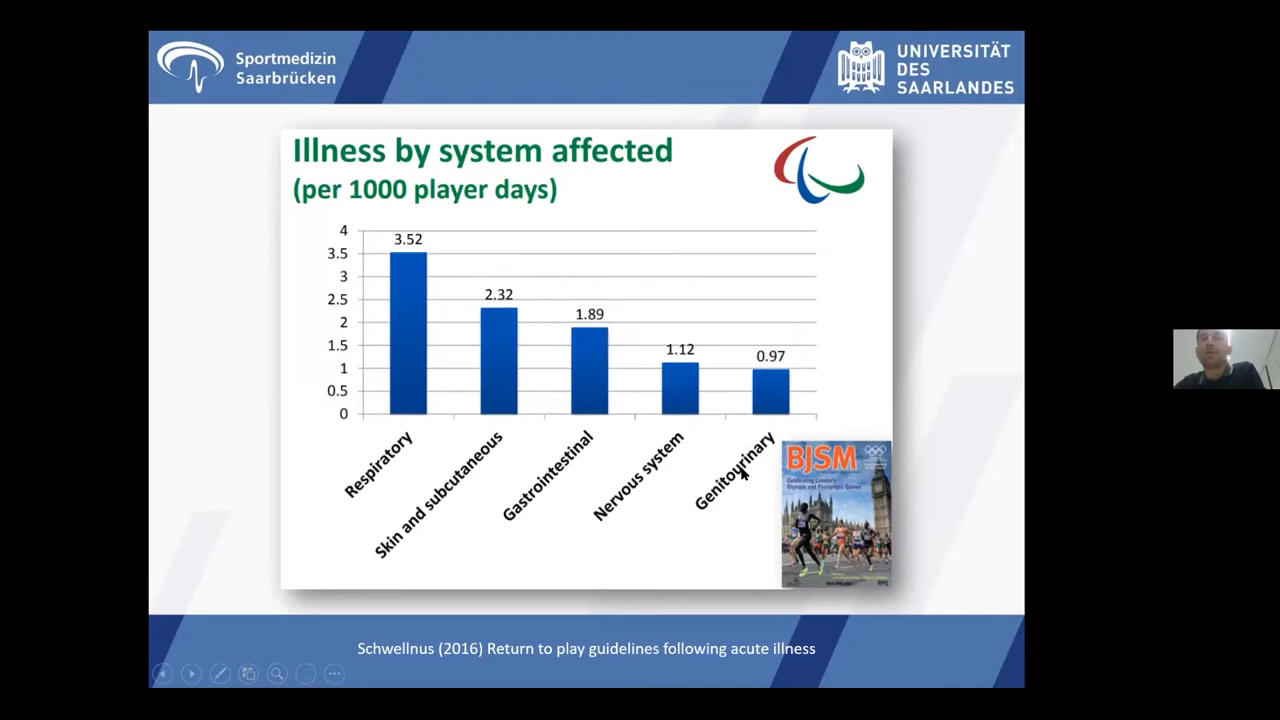 Sportmedizin
Saarbrücken
UNIVERSITÄT
DES
SAARLANDES
Illness by system affected
(per 1000 player days)
4
3.5
3
2.5
2
1.5
1
0.5
0
3.52
2.32
1.89
1.12
0.97
Respiratory
Skin and subcutaneous
Gastrointestinal
Nervous system
Genitourinary
BJSM
Celebrating London's
Olympic and Paralympic Games
Schwellnus (2016) Return to play guidelines following acute illness